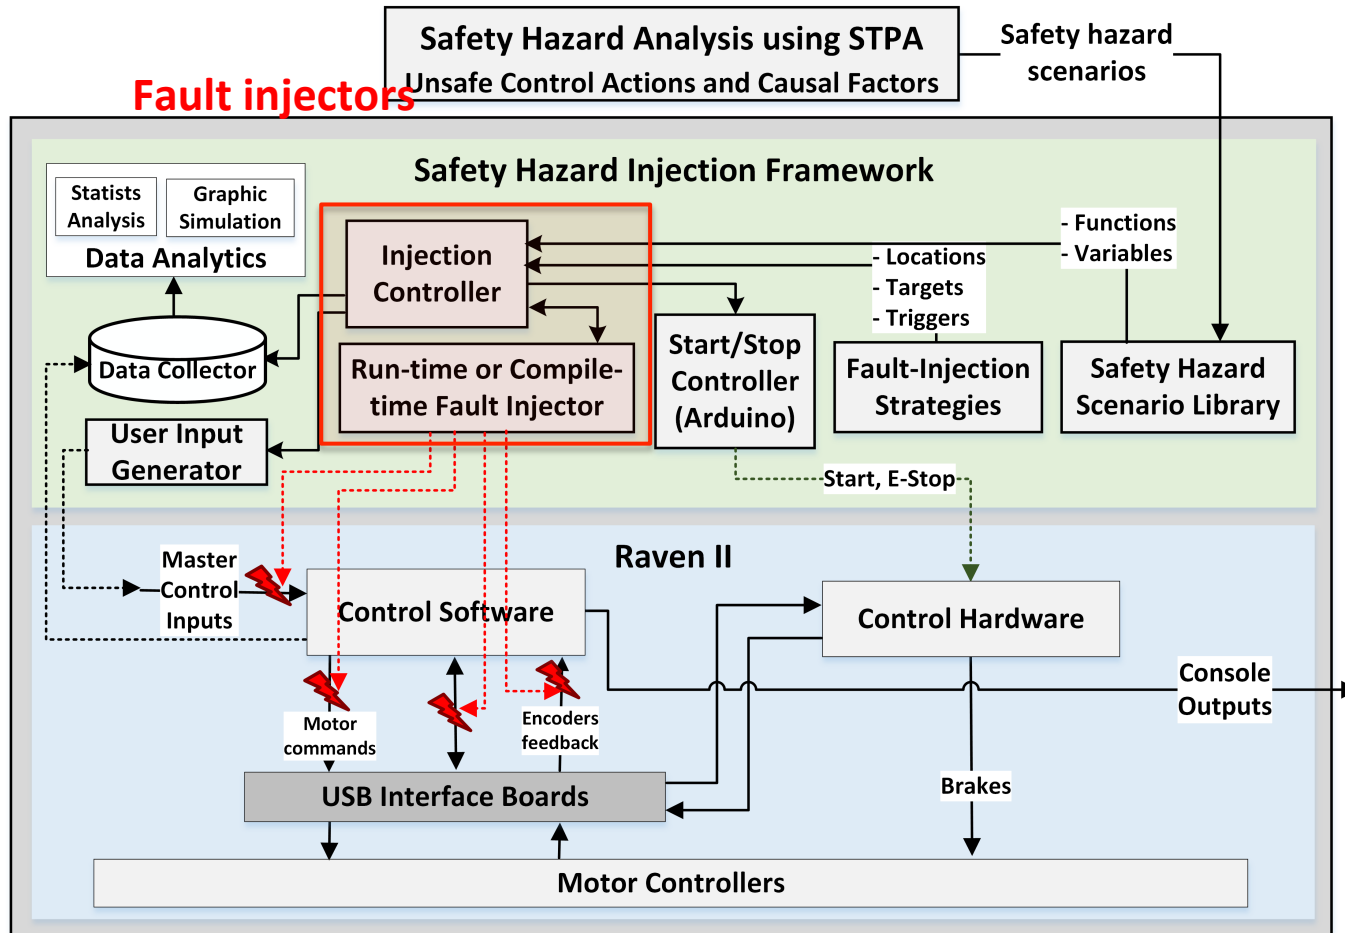 Safety Hazard Analysis using STPA
Unsafe Control Actions and Causal Factors
Safety hazard
scenarios
Fault injectors
Safety Hazard Injection Framework
Statists
Analysis
Graphic
Simulation
Data Analytics
Injection
Controller
- Functions
- Variables
- Locations
- Targets
- Triggers
Data Collector
Run-time or Compile-
time Fault Injector
Start/Stop
Controller
(Arduino)
Fault-Injection
Strategies
Safety Hazard
Scenario Library
User Input
Generator
Start, E-Stop
Raven II
Master
Control
Inputs
Control Software
Control Hardware
Console
Outputs
Motor
commands
Encoders
feedback
Brakes
USB Interface Boards
Motor Controllers